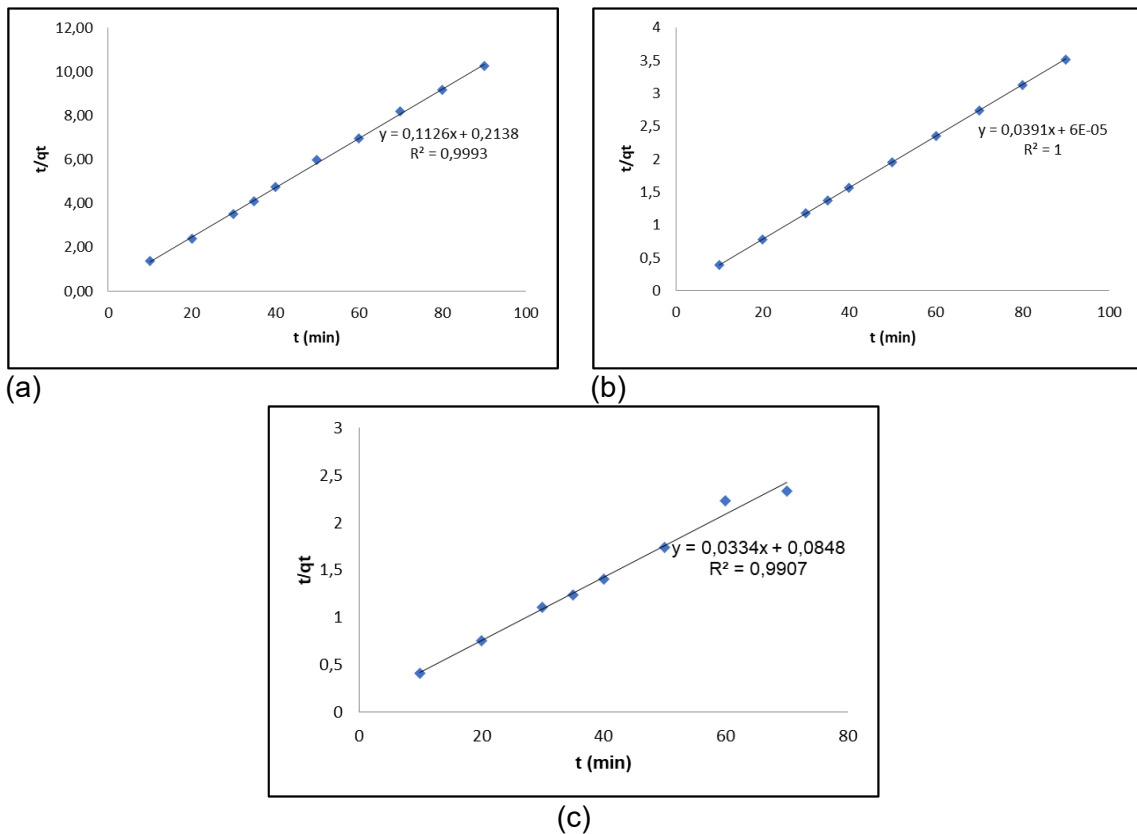 12,00
10,00
8,00
6,00
4,00
2,00
0,00
t/qt
y = 0,1126x + 0,2138
R² = 0,9993
0 20 40 60 80 100
t (min)
(a)
4
3,5
3
2,5
2
1,5
1
0,5
0
t/qt
y = 0,0391x + 6E-05
R² = 1
0 20 40 60 80 100
t (min)
(b)
3
2,5
2
1,5
1
0,5
0
t/qt
y = 0,0334x + 0,0848
R² = 0,9907
0 20 40 60 80
t (min)
(c)